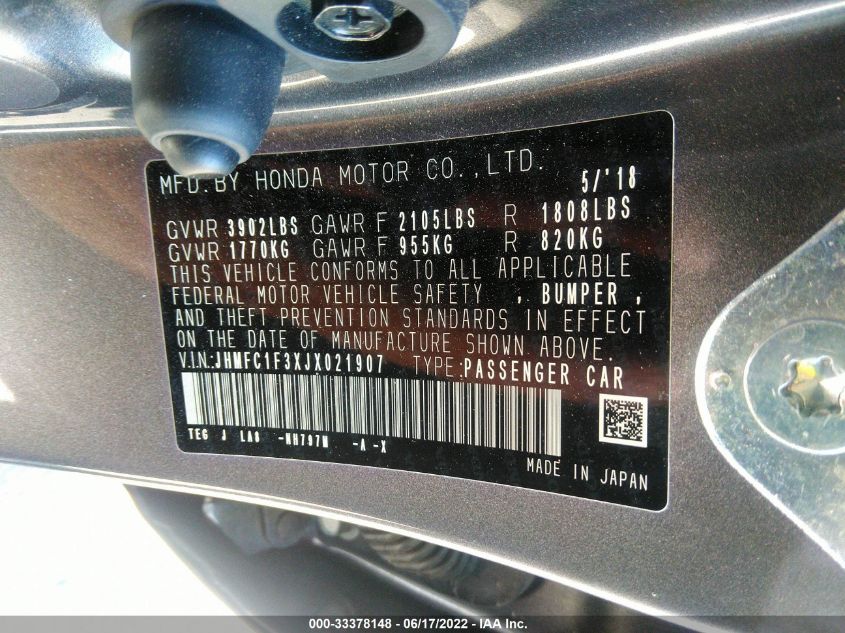 MFD. BY HONDA MOTOR CO., LTD. 5/'18
GVWR 3902LBS GAWR F 2105LBS R 1808LBS
GVWR 1770KG GAWR F 955KG R 820KG
THIS VEHICLE CONFORMS TO ALL APPLICABLE
FEDERAL MOTOR VEHICLE SAFETY , BUMPER ,
AND THEFT PREVENTION STANDARDS IN EFFECT
ON THE DATE OF MANUFACTURE SHOWN ABOVE.
V.I.N:JHMFC1F3XJX021907 TYPE:PASSENGER CAR
TEG J LA8 -NH797M -A -X
MADE IN JAPAN
000-33378148 - 06/17/2022 - IAA Inc.